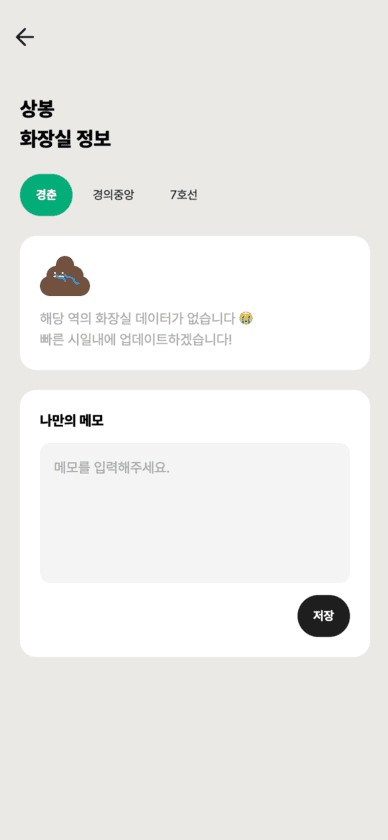 상봉
화장실 정보
경춘 경의중앙 7호선
해당 역의 화장실 데이터가 없습니다 😭
빠른 시일내에 업데이트하겠습니다!
나만의 메모
메모를 입력해주세요.
저장